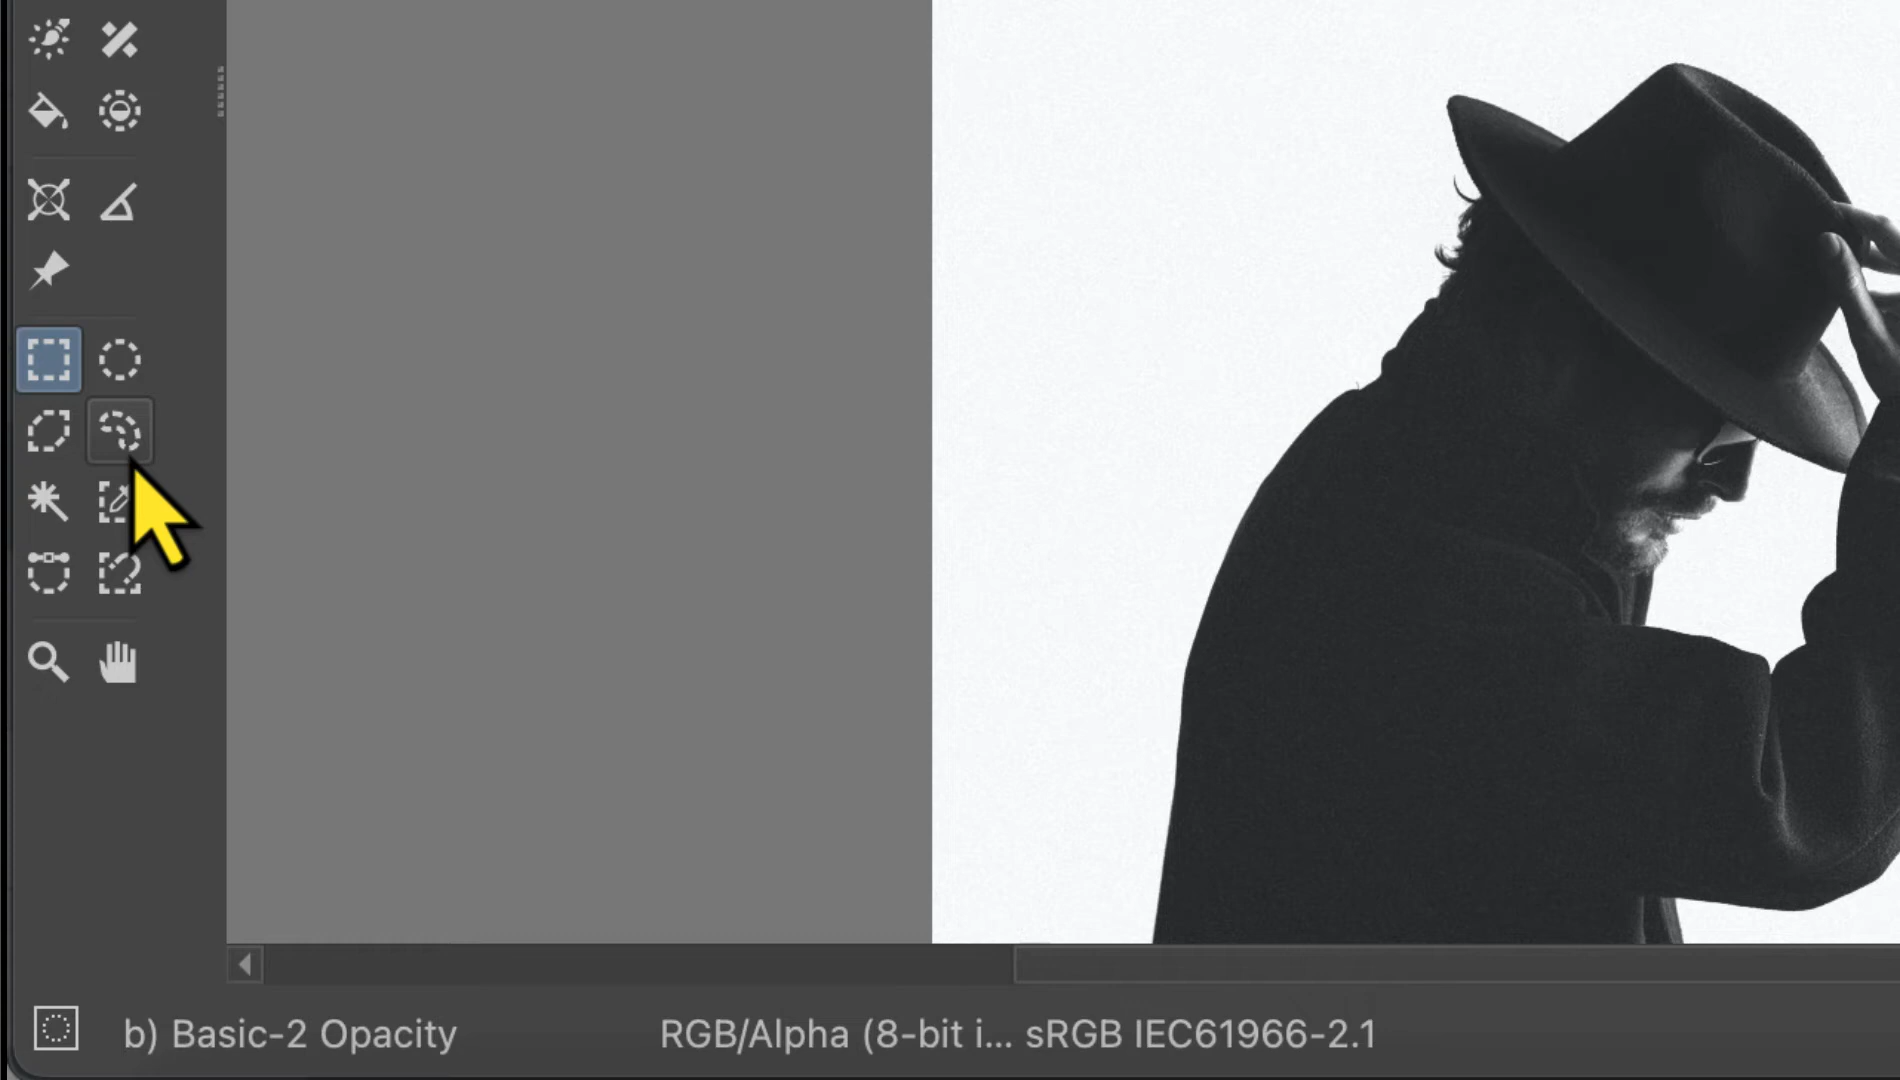 b) Basic-2 Opacity
RGB/Alpha (8-bit i... sRGB IEC61966-2.1